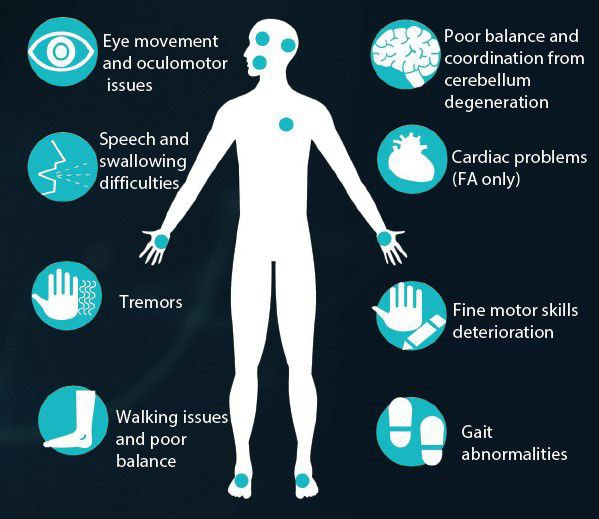 Eye movement
and oculomotor
issues
Speech and
swallowing
difficulties
Tremors
Walking issues
and poor
balance
Poor balance and
coordination from
cerebellum
degeneration
Cardiac problems
(FA only)
Fine motor skills
deterioration
Gait
abnormalities